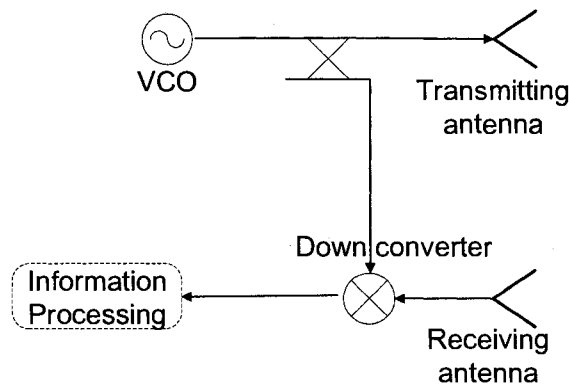 VCO
Transmitting
antenna
Down converter
Information
Processing
Receiving
antenna